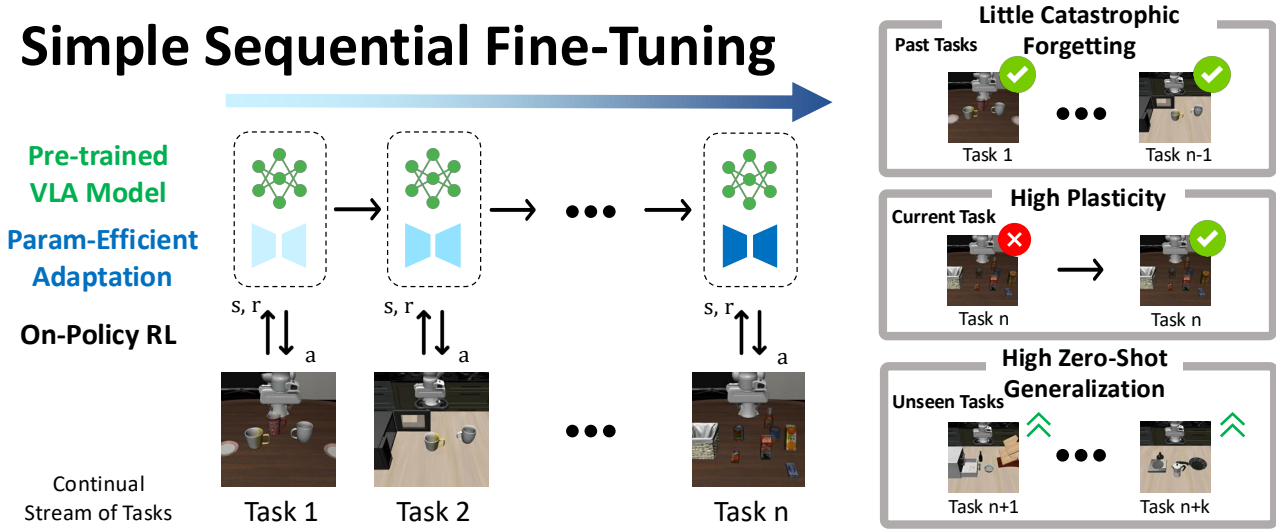 Simple Sequential Fine-Tuning
Pre-trained
VLA Model
Param-Efficient
Adaptation
On-Policy RL
s, r
a
s, r
a
s, r
a
Continual
Stream of Tasks
Task 1
Task 2
Task n
Little Catastrophic
Forgetting
Past Tasks
Task 1
Task n-1
High Plasticity
Current Task
Task n
Task n
High Zero-Shot
Generalization
Unseen Tasks
Task n+1
Task n+k